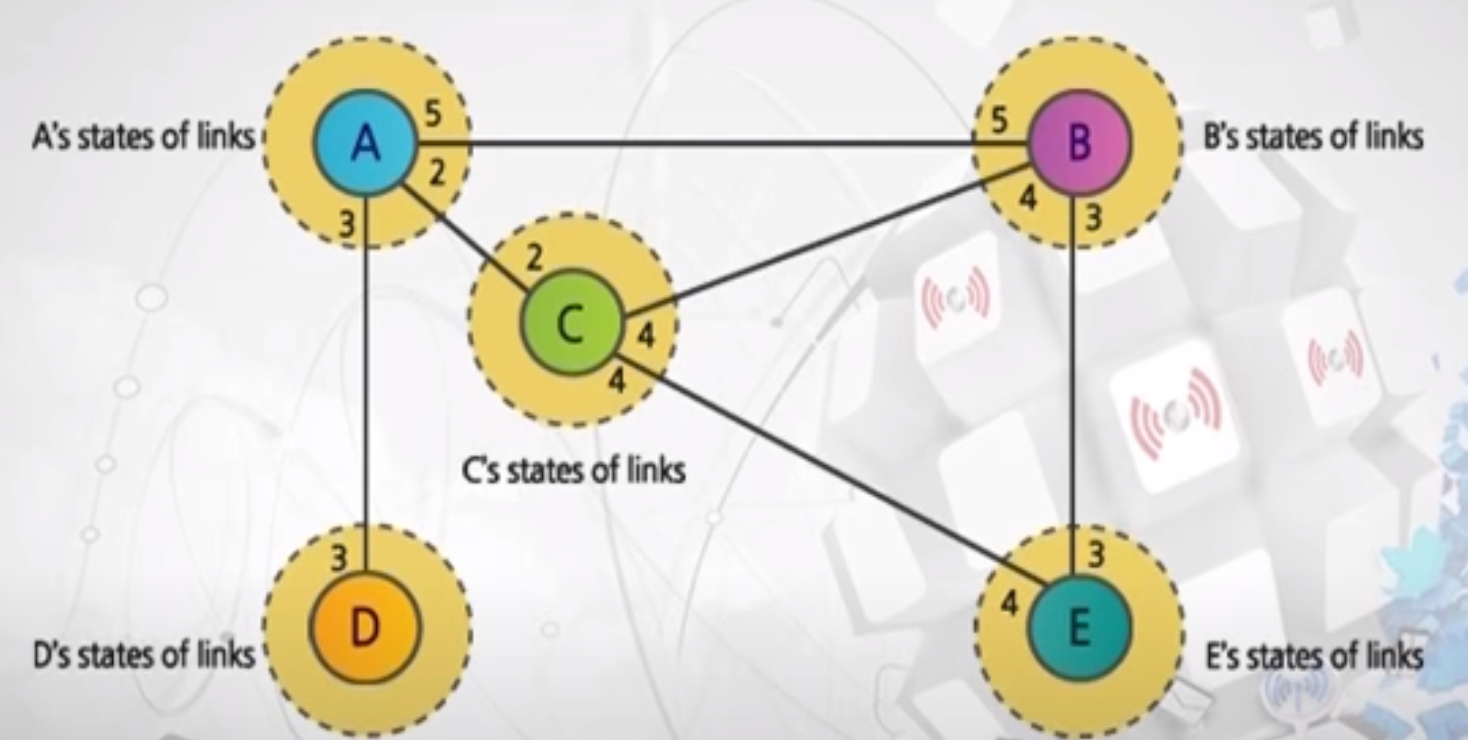 A's states of links
A
5
2
3
5
B
4
3
B's states of links
2
C
4
4
C's states of links
3
D
D's states of links
3
4
E
E's states of links